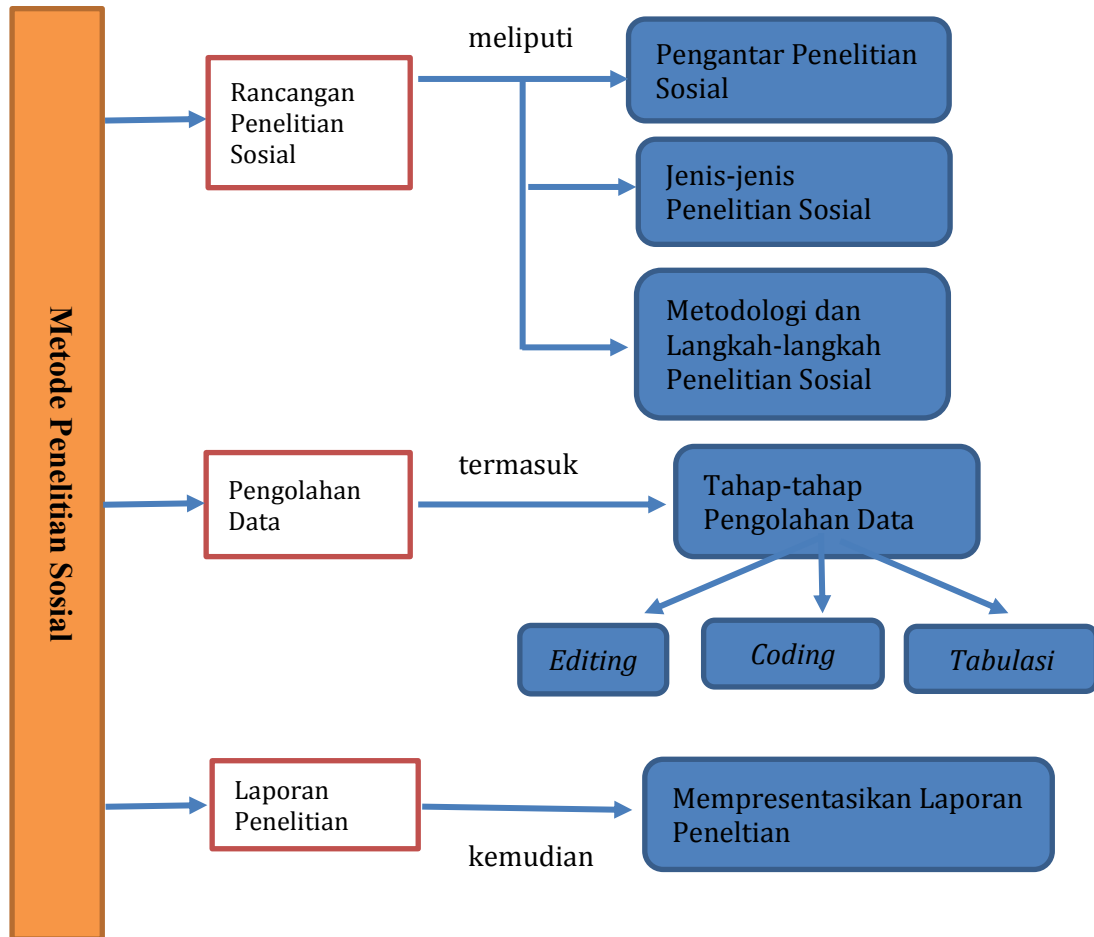 Metode Penelitian Sosial
Rancangan
Penelitian
Sosial
meliputi
Pengantar Penelitian
Sosial
Jenis-jenis
Penelitian Sosial
Metodologi dan
Langkah-langkah
Penelitian Sosial
Pengolahan
Data
termasuk
Tahap-tahap
Pengolahan Data
Editing
Coding
Tabulasi
Laporan
Penelitian
kemudian
Mempresentasikan Laporan
Peneltian